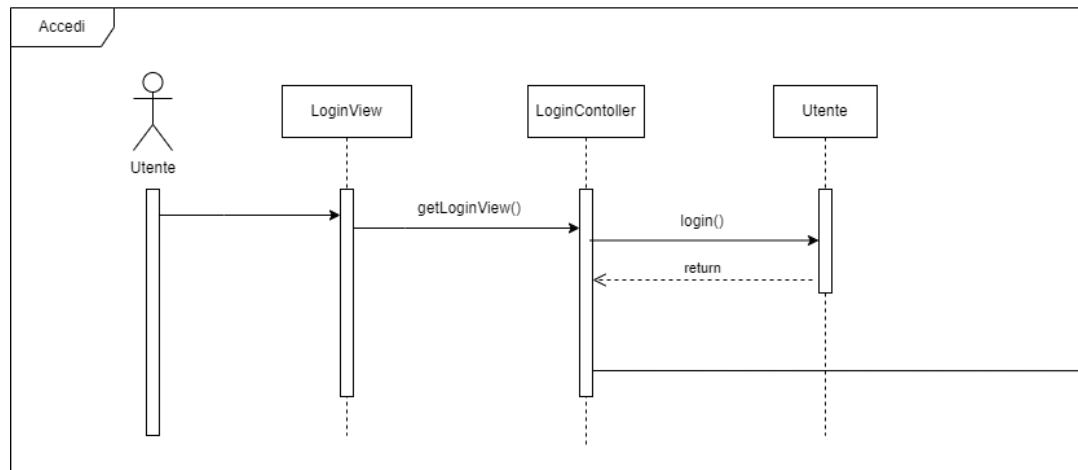 Accedi
LoginView
LoginContoller
Utente
Utente
getLoginView()
login()
return